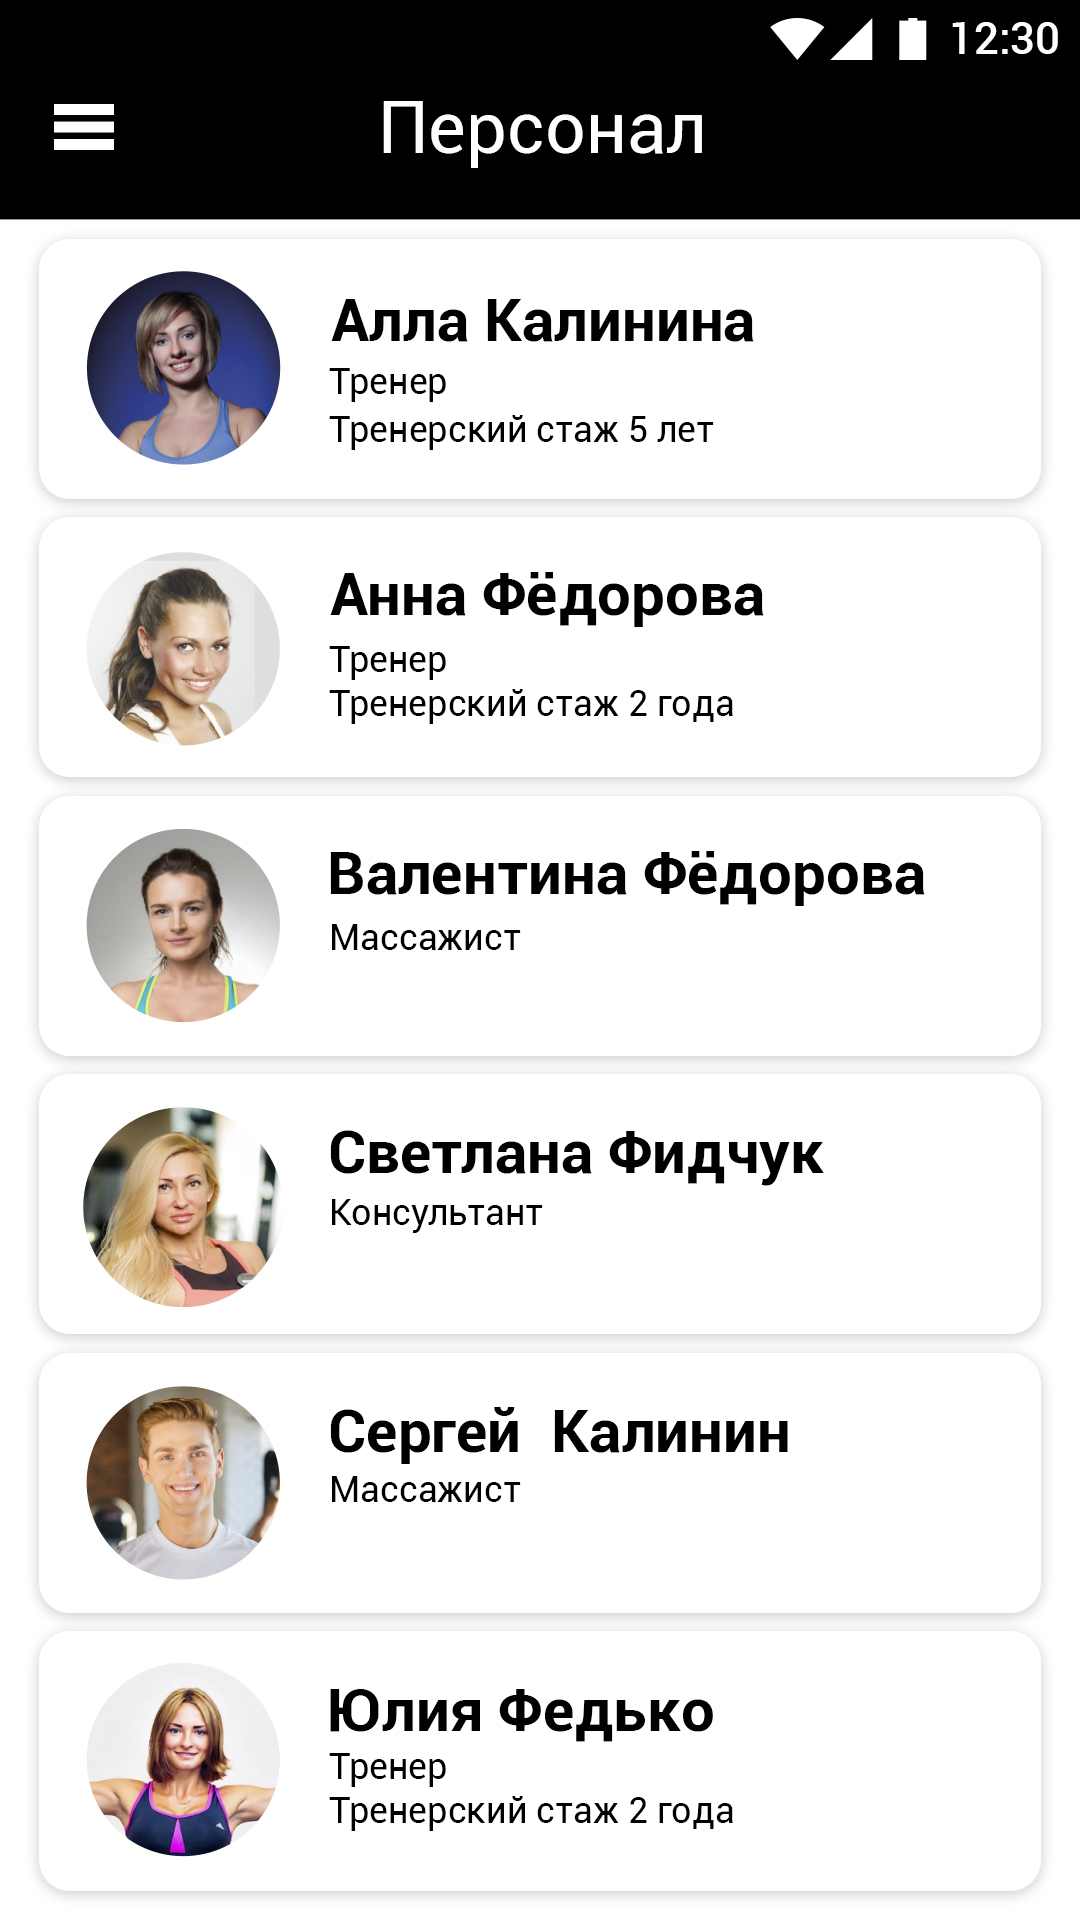 12:30
Персонал
Алла Калинина
Тренер
Тренерский стаж 5 лет
Анна Фёдорова
Тренер
Тренерский стаж 2 года
Валентина Фёдорова
Массажист
Светлана Фидчук
Консультант
Сергей  Калинин
Массажист
Юлия Федько
Тренер
Тренерский стаж 2 года